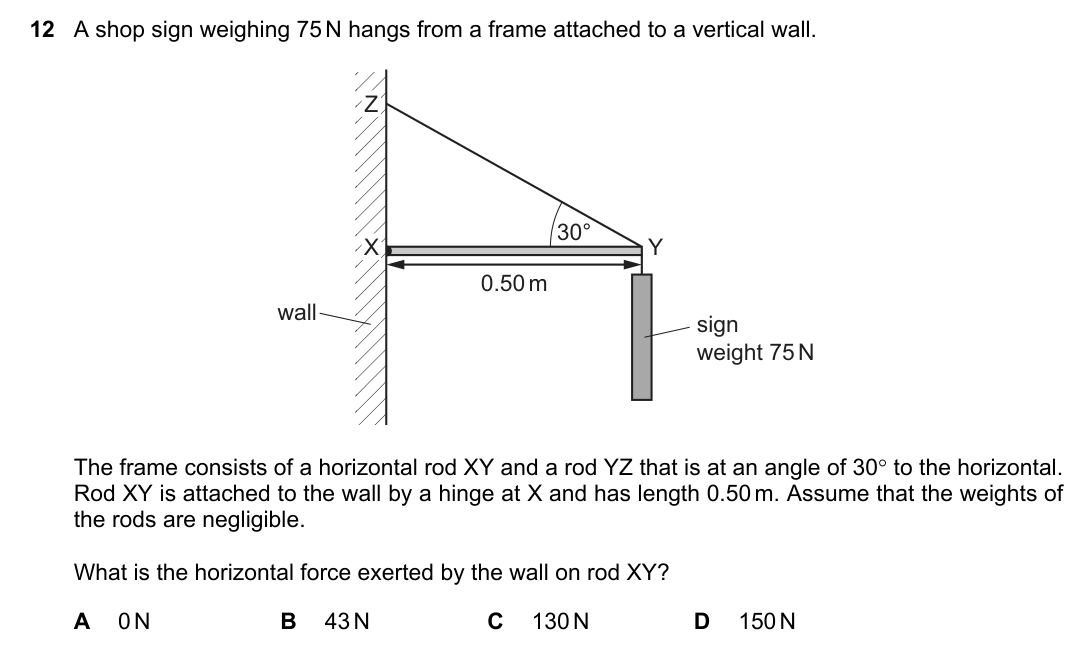 12 A shop sign weighing 75 N hangs from a frame attached to a vertical wall.
Z
30°
X
Y
0.50 m
wall
sign
weight 75 N
The frame consists of a horizontal rod XY and a rod YZ that is at an angle of 30° to the horizontal.
Rod XY is attached to the wall by a hinge at X and has length 0.50 m. Assume that the weights of
the rods are negligible.
What is the horizontal force exerted by the wall on rod XY?
A 0 N B 43 N C 130 N D 150 N